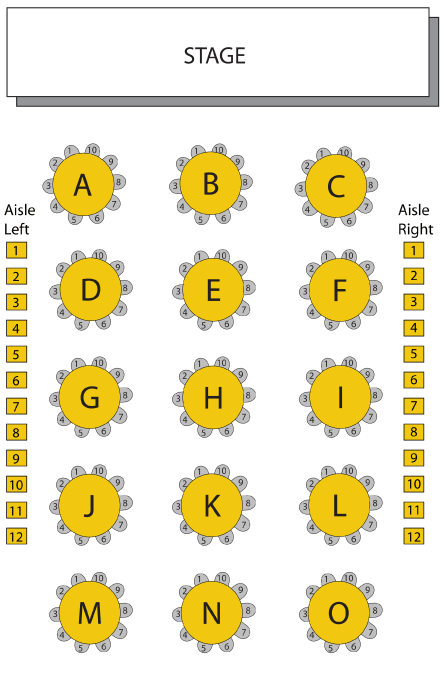 STAGE
1 10 1 10 1 10
2 9 2 9 2 9
3 A 8 3 B 8 3 C 8
4 7 4 7 4 7
5 6 5 6 5 6
Aisle
Left
1
2
3
4
5
6
7
8
9
10
11
12
1 10 1 10 1 10
2 9 2 9 2 9
3 D 8 3 E 8 3 F 8
4 7 4 7 4 7
5 6 5 6 5 6
1 10 1 10 1 10
2 9 2 9 2 9
3 G 8 3 H 8 3 I 8
4 7 4 7 4 7
5 6 5 6 5 6
1 10 1 10 1 10
2 9 2 9 2 9
3 J 8 3 K 8 3 L 8
4 7 4 7 4 7
5 6 5 6 5 6
1 10 1 10 1 10
2 9 2 9 2 9
3 M 8 3 N 8 3 O 8
4 7 4 7 4 7
5 6 5 6 5 6
Aisle
Right
1
2
3
4
5
6
7
8
9
10
11
12